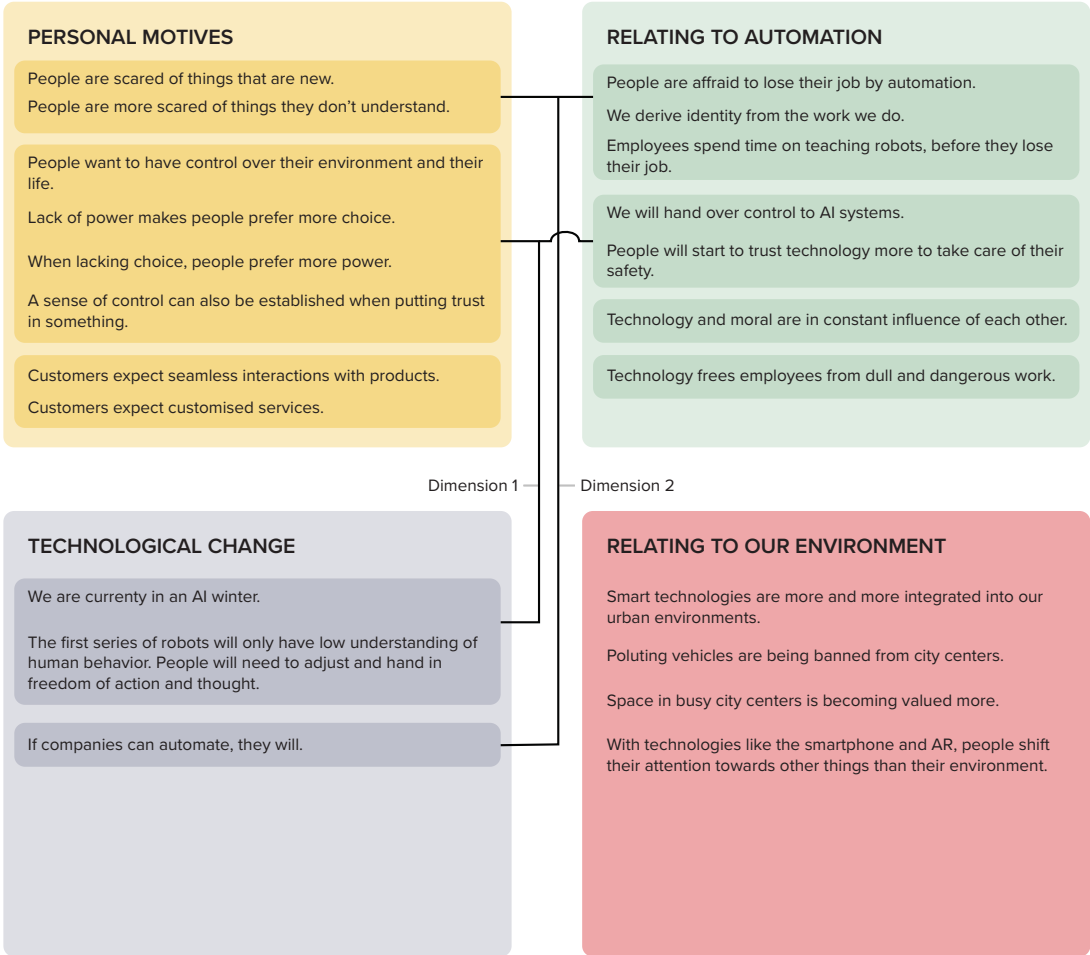 PERSONAL MOTIVES
People are scared of things that are new.
People are more scared of things they don’t understand.
People want to have control over their environment and their
life.
Lack of power makes people prefer more choice.
When lacking choice, people prefer more power.
A sense of control can also be established when putting trust
in something.
Customers expect seamless interactions with products.
Customers expect customised services.
RELATING TO AUTOMATION
People are affraid to lose their job by automation.
We derive identity from the work we do.
Employees spend time on teaching robots, before they lose
their job.
We will hand over control to AI systems.
People will start to trust technology more to take care of their
safety.
Technology and moral are in constant influence of each other.
Technology frees employees from dull and dangerous work.
Dimension 1
Dimension 2
TECHNOLOGICAL CHANGE
We are currenty in an AI winter.
The first series of robots will only have low understanding of
human behavior. People will need to adjust and hand in
freedom of action and thought.
If companies can automate, they will.
RELATING TO OUR ENVIRONMENT
Smart technologies are more and more integrated into our
urban environments.
Poluting vehicles are being banned from city centers.
Space in busy city centers is becoming valued more.
With technologies like the smartphone and AR, people shift
their attention towards other things than their environment.